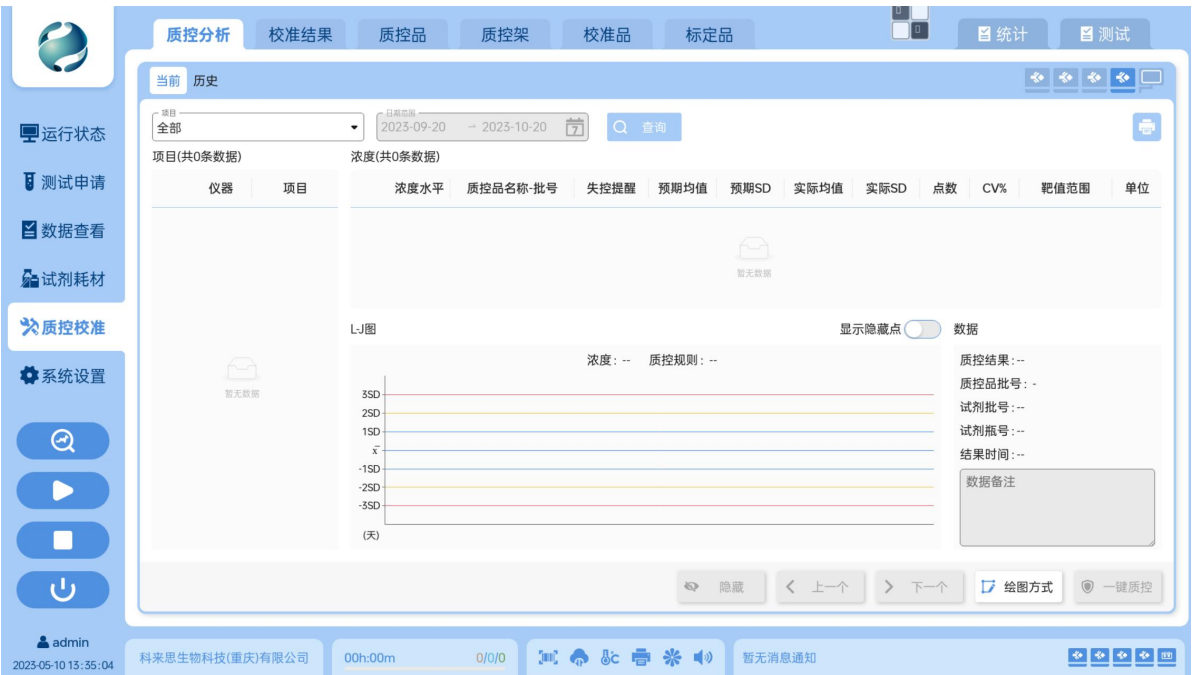 质控分析 校准结果 质控品 质控架 校准品 标定品 统计 测试
当前 历史
运行状态
测试申请
数据查看
试剂耗材
质控校准
系统设置
admin
2023-05-10 13:35:04
项目
全部
日期范围
2023-09-20 → 2023-10-20 7 查询
项目(共0条数据) 浓度(共0条数据)
仪器 项目 浓度水平 质控品名称-批号 失控提醒 预期均值 预期SD 实际均值 实际SD 点数 CV% 靶值范围 单位
暂无数据
暂无数据
L-J图 显示隐藏点 数据
浓度: -- 质控规则: --
3SD
2SD
1SD
x̄
-1SD
-2SD
-3SD
(天)
质控结果:--
质控品批号: -
试剂批号:--
试剂瓶号:--
结果时间:--
数据备注
隐藏 上一个 下一个 绘图方式 一键质控
科来思生物科技(重庆)有限公司 00h:00m 0/0/0 暂无消息通知